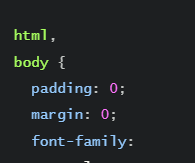 html,
body {
padding: 0;
margin: 0;
font-family: